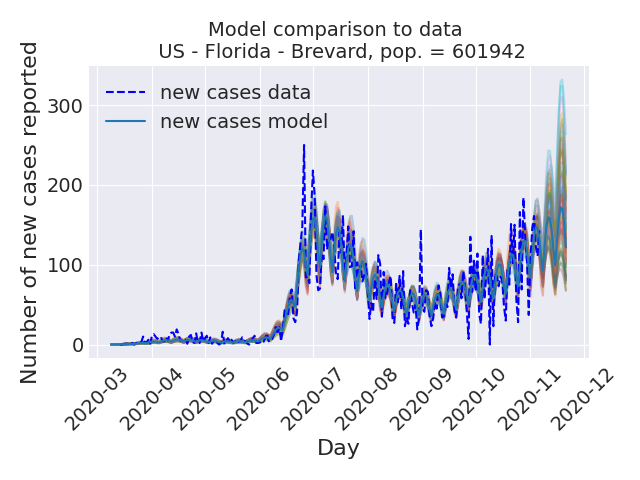 Model comparison to data
US - Florida - Brevard, pop. = 601942
Number of new cases reported
300
200
100
0
new cases data
new cases model
2020-03
2020-04
2020-05
2020-06
2020-07
2020-08
2020-09
2020-10
2020-11
2020-12
Day